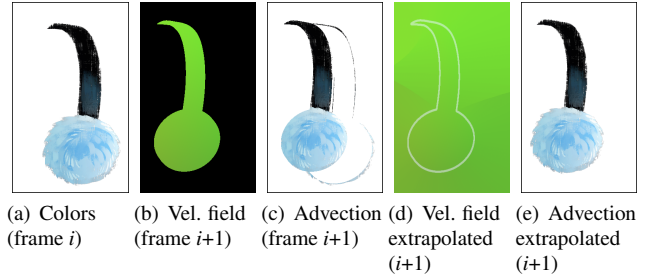 (a) Colors
(frame i)
(b) Vel. field
(frame i+1)
(c) Advection
(frame i+1)
(d) Vel. field
extrapolated
(i+1)
(e) Advection
extrapolated
(i+1)